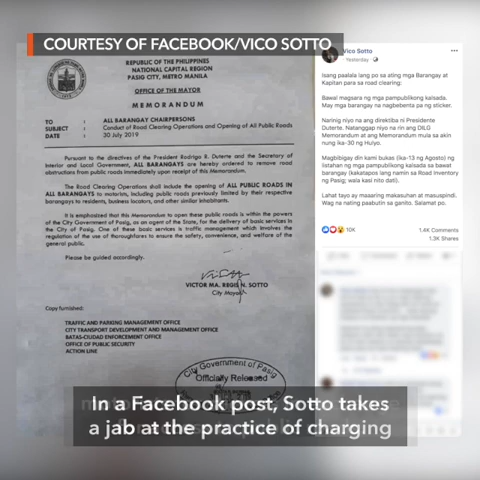 COURTESY OF FACEBOOK/VICO SOTTO
REPUBLIC OF THE PHILIPPINES
NATIONAL CAPITAL REGION
PASIG CITY, METRO MANILA
OFFICE OF THE MAYOR
MEMORANDUM
TO : ALL BARANGAY CHAIRPERSONS
SUBJECT : Conduct of Road Clearing Operations and Opening of All Public Roads
DATE : 30 July 2019
Pursuant to the directives of the President Rodrigo R. Duterte and the Secretary of
Interior and Local Government, ALL BARANGAYS are hereby ordered to remove road
obstructions from public roads immediately upon receipt of this Memorandum.
The Road Clearing Operations shall include the opening of ALL PUBLIC ROADS IN
ALL BARANGAYS to motorists, including public roads previously limited by their respective
barangays to residents, business locators, and other similar inhabitants.
It is emphasized that this Memorandum to open these public roads is within the powers
of the City Government of Pasig, as an agent of the State, for the delivery of basic services in
the City of Pasig. One of these basic services is traffic management which involves the
regulation of the use of thoroughfares to ensure the safety, convenience, and welfare of the
general public.
Please be guided accordingly.
VICTOR MA. REGIS N. SOTTO
City Mayor
Copy furnished:
TRAFFIC AND PARKING MANAGEMENT OFFICE
CITY TRANSPORT DEVELOPMENT AND MANAGEMENT OFFICE
BATAS-CIUDAD ENFORCEMENT OFFICE
OFFICE OF PUBLIC SECURITY
ACTION LINE
City Government of Pasig
Officially Released
Vico Sotto
Yesterday
Isang paalala lang po sa ating mga Barangay at
Kapitan para sa road clearing:
Bawal magsara ng mga pampublikong kalsada.
May mga barangay na nagbebenta pa ng sticker.
Narinig niyo na ang direktiba ni Presidente
Duterte. Natanggap niyo na rin ang DILG
Memorandum at ang Memorandum mula sa akin
nung ika-30 ng Hulyo.
Magbibigay din kami bukas (ika-13 ng Agosto) ng
listahan ng mga pampublikong kalsada sa bawat
barangay (kakatapos lang namin sa Road Inventory
ng Pasig; wala kasi nito dati).
Lahat tayo ay maaaring makasuhan at masuspindi.
Wag na nating paabutin sa ganito. Salamat po.
10K
1.4K Comments
1.3K Shares
In a Facebook post, Sotto takes
a jab at the practice of charging